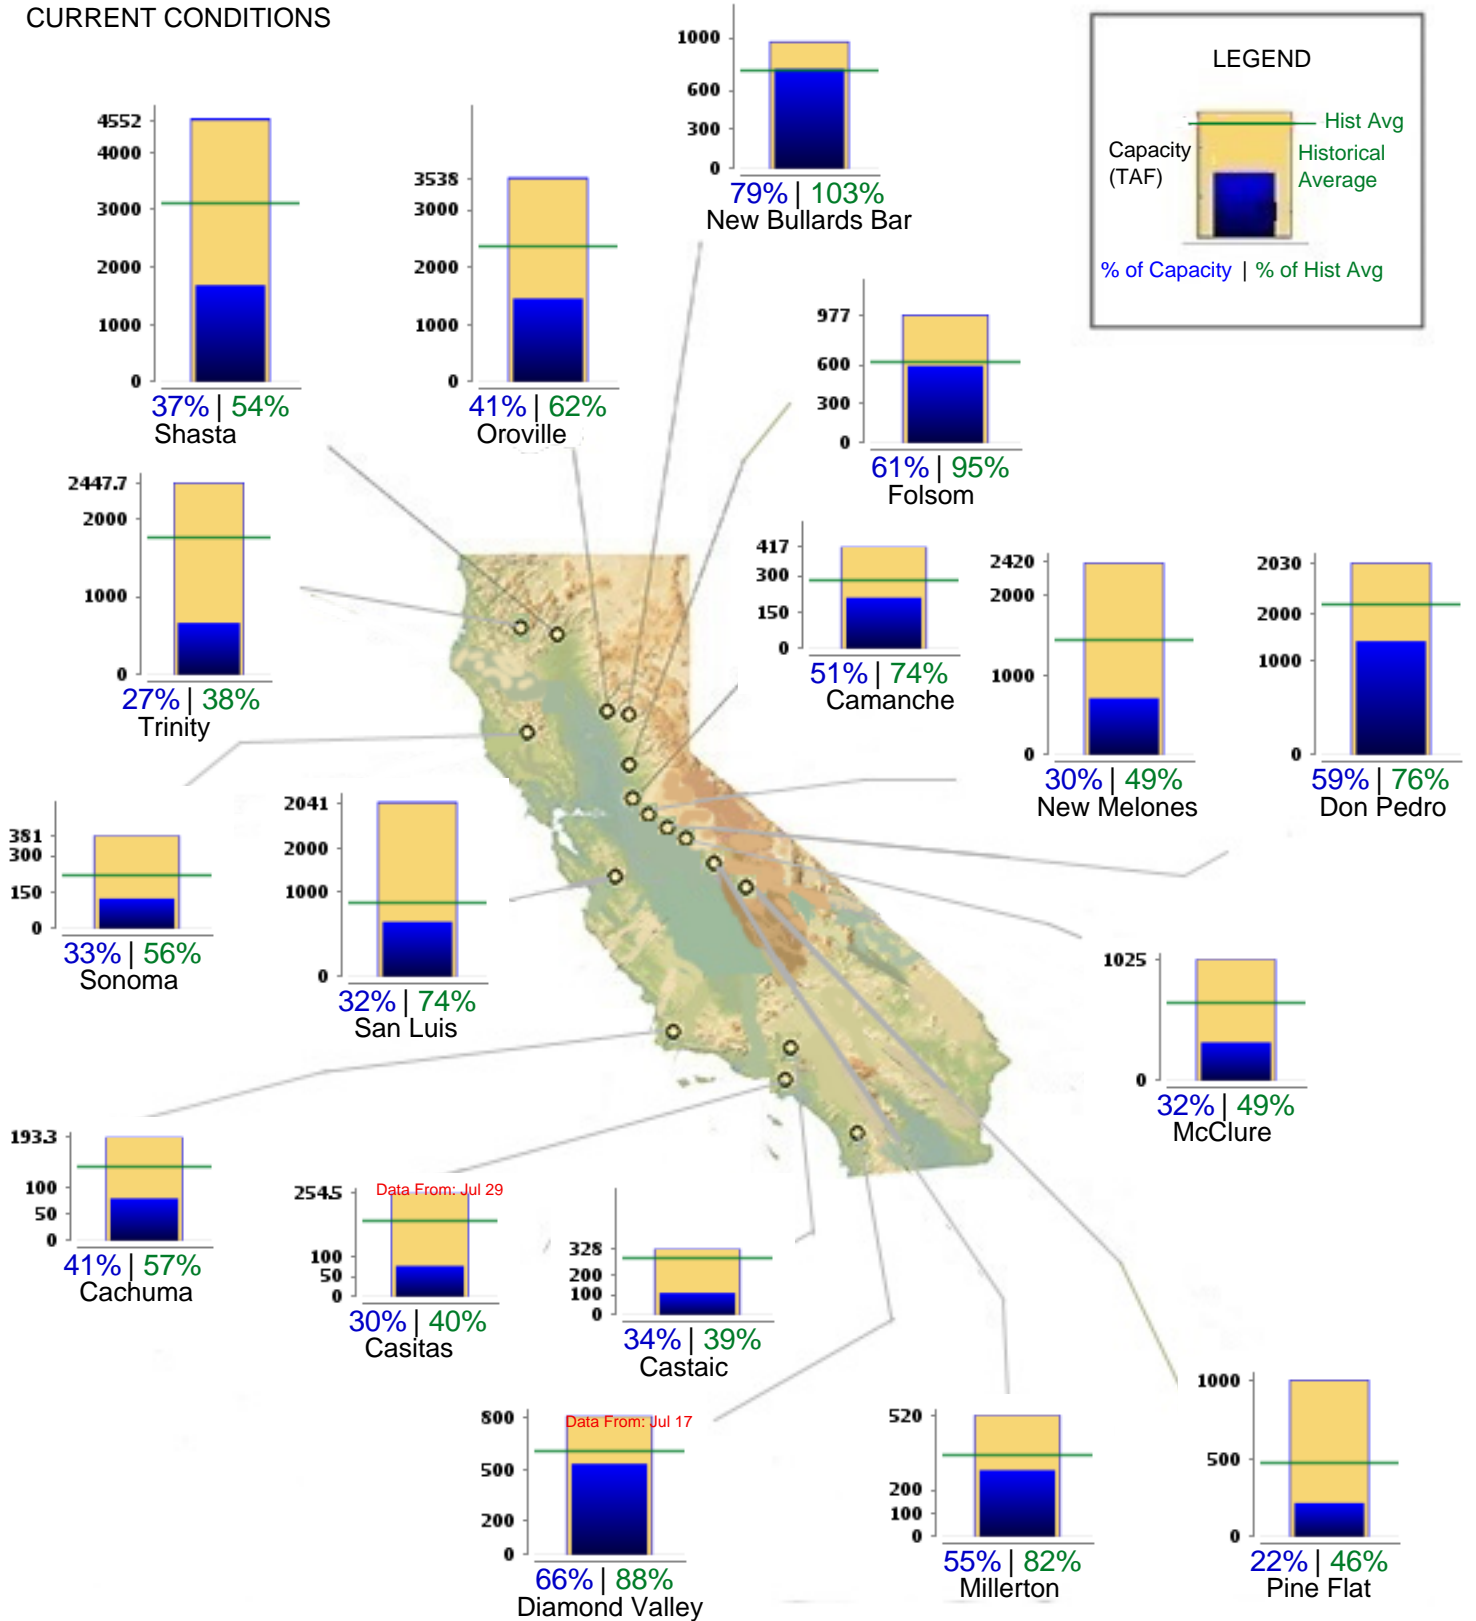 CURRENT CONDITIONS
1000
600
300
0
79% | 103%
New Bullards Bar
LEGEND
Hist Avg
Capacity
(TAF)
Historical
Average
% of Capacity | % of Hist Avg
4552
4000
3000
2000
1000
0
37% | 54%
Shasta
3538
3000
2000
1000
0
41% | 62%
Oroville
977
600
300
0
61% | 95%
Folsom
2447.7
2000
1000
0
27% | 38%
Trinity
417
300
150
0
51% | 74%
Camanche
2420
2000
1000
0
30% | 49%
New Melones
2030
2000
1000
0
59% | 76%
Don Pedro
381
300
150
0
33% | 56%
Sonoma
2041
2000
1000
0
32% | 74%
San Luis
1025
0
32% | 49%
McClure
193.3
100
50
0
41% | 57%
Cachuma
Data From: Jul 29
254.5
100
50
0
30% | 40%
Casitas
328
200
100
0
34% | 39%
Castaic
Data From: Jul 17
800
500
200
0
66% | 88%
Diamond Valley
520
200
100
0
55% | 82%
Millerton
1000
500
0
22% | 46%
Pine Flat